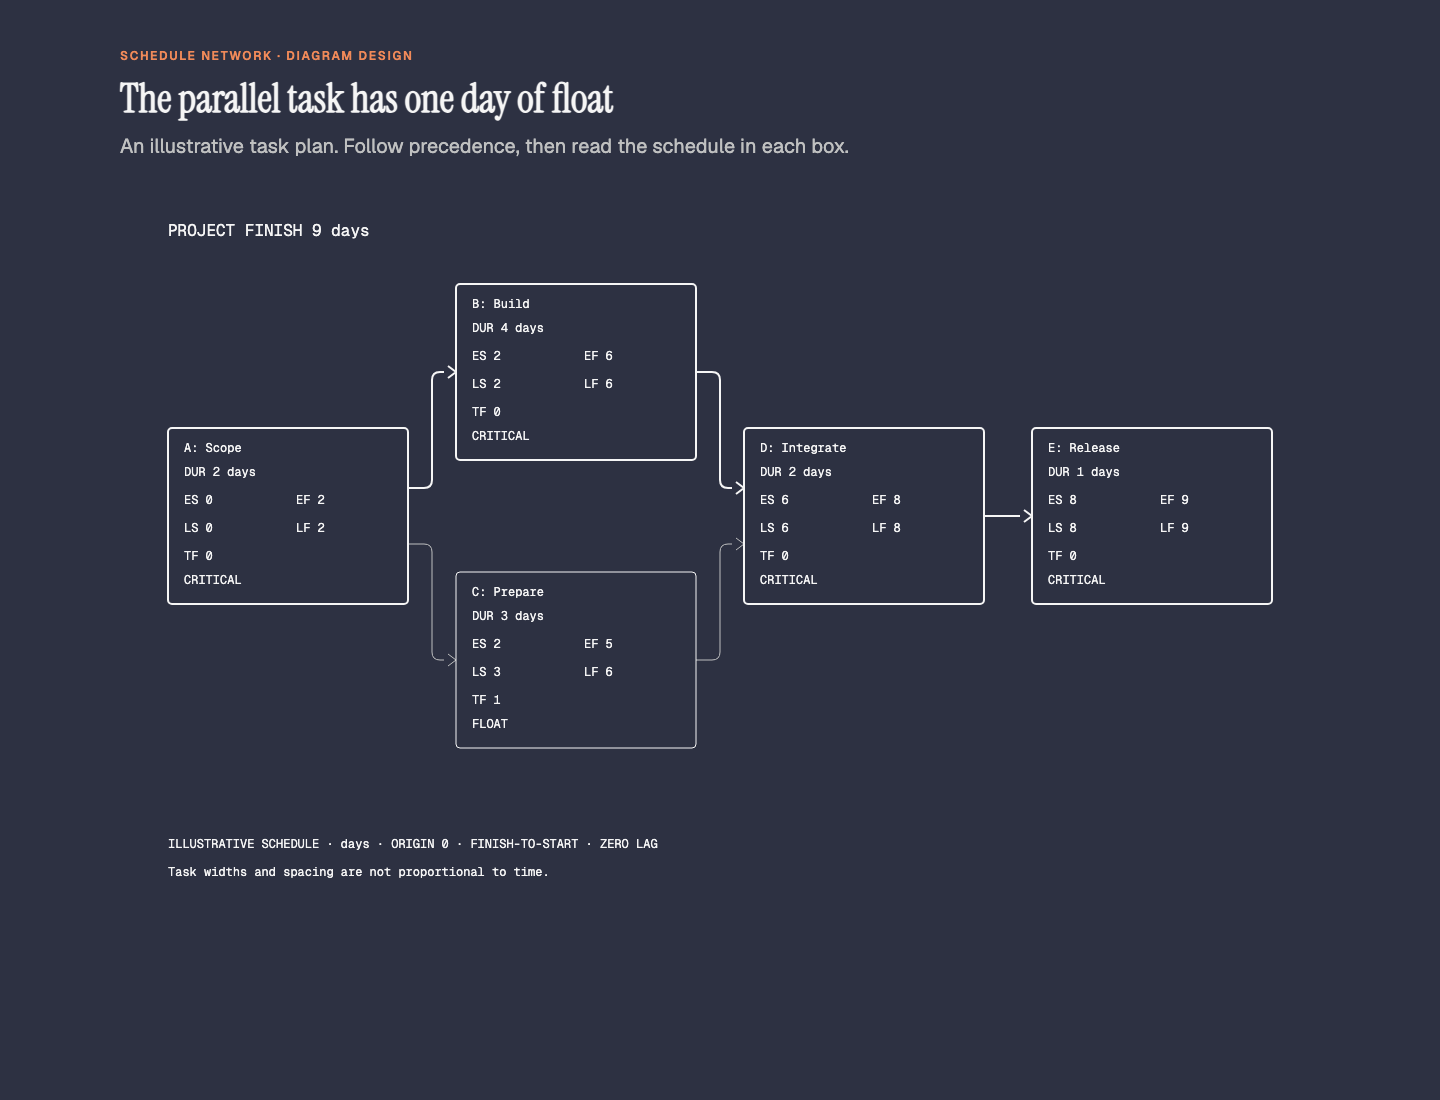 SCHEDULE NETWORK · DIAGRAM DESIGN
The parallel task has one day of float
An illustrative task plan. Follow precedence, then read the schedule in each box.
PROJECT FINISH 9 days
A: Scope
DUR 2 days
ES 0 EF 2
LS 0 LF 2
TF 0
CRITICAL
B: Build
DUR 4 days
ES 2 EF 6
LS 2 LF 6
TF 0
CRITICAL
C: Prepare
DUR 3 days
ES 2 EF 5
LS 3 LF 6
TF 1
FLOAT
D: Integrate
DUR 2 days
ES 6 EF 8
LS 6 LF 8
TF 0
CRITICAL
E: Release
DUR 1 days
ES 8 EF 9
LS 8 LF 9
TF 0
CRITICAL
ILLUSTRATIVE SCHEDULE · days · ORIGIN 0 · FINISH-TO-START · ZERO LAG
Task widths and spacing are not proportional to time.